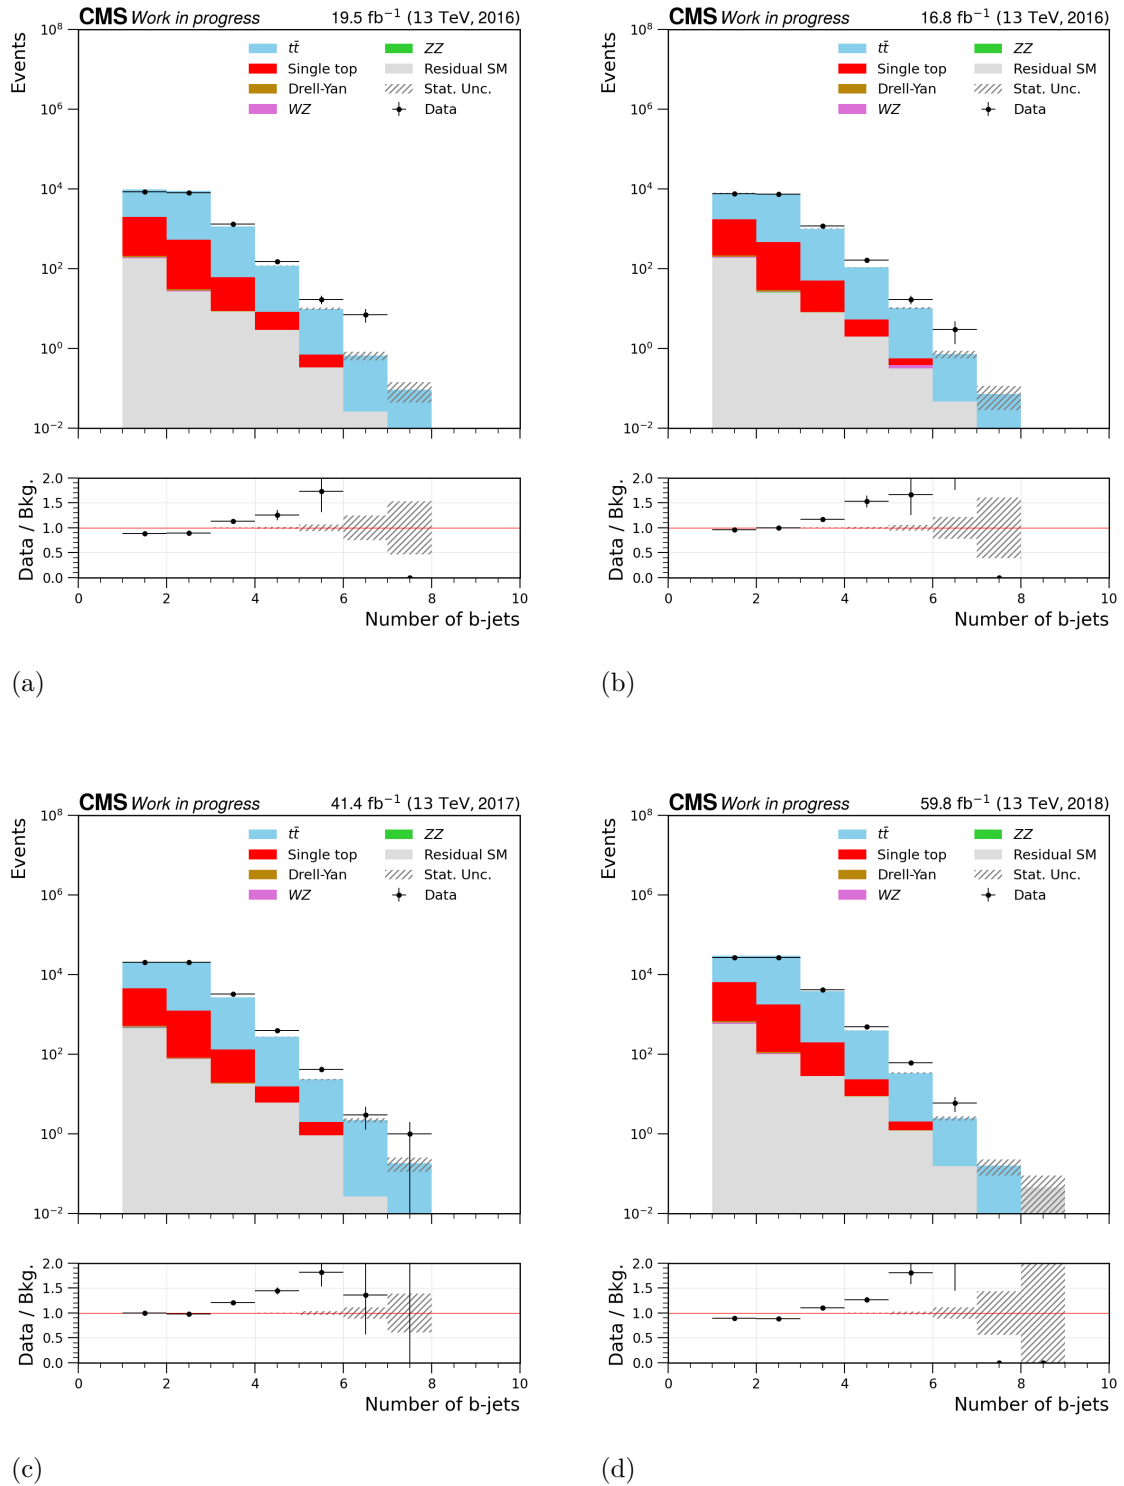 CMS Work in progress 19.5 fb⁻¹ (13 TeV, 2016)
Events
10⁸
10⁶
10⁴
10²
10⁰
10⁻²
tt̄ ZZ
Single top Residual SM
Drell-Yan Stat. Unc.
WZ Data
Data / Bkg.
2.0
1.5
1.0
0.5
0.0
0 2 4 6 8 10
Number of b-jets
(a)
CMS Work in progress 16.8 fb⁻¹ (13 TeV, 2016)
Events
10⁸
10⁶
10⁴
10²
10⁰
10⁻²
tt̄ ZZ
Single top Residual SM
Drell-Yan Stat. Unc.
WZ Data
Data / Bkg.
2.0
1.5
1.0
0.5
0.0
0 2 4 6 8 10
Number of b-jets
(b)
CMS Work in progress 41.4 fb⁻¹ (13 TeV, 2017)
Events
10⁸
10⁶
10⁴
10²
10⁰
10⁻²
tt̄ ZZ
Single top Residual SM
Drell-Yan Stat. Unc.
WZ Data
Data / Bkg.
2.0
1.5
1.0
0.5
0.0
0 2 4 6 8 10
Number of b-jets
(c)
CMS Work in progress 59.8 fb⁻¹ (13 TeV, 2018)
Events
10⁸
10⁶
10⁴
10²
10⁰
10⁻²
tt̄ ZZ
Single top Residual SM
Drell-Yan Stat. Unc.
WZ Data
Data / Bkg.
2.0
1.5
1.0
0.5
0.0
0 2 4 6 8 10
Number of b-jets
(d)